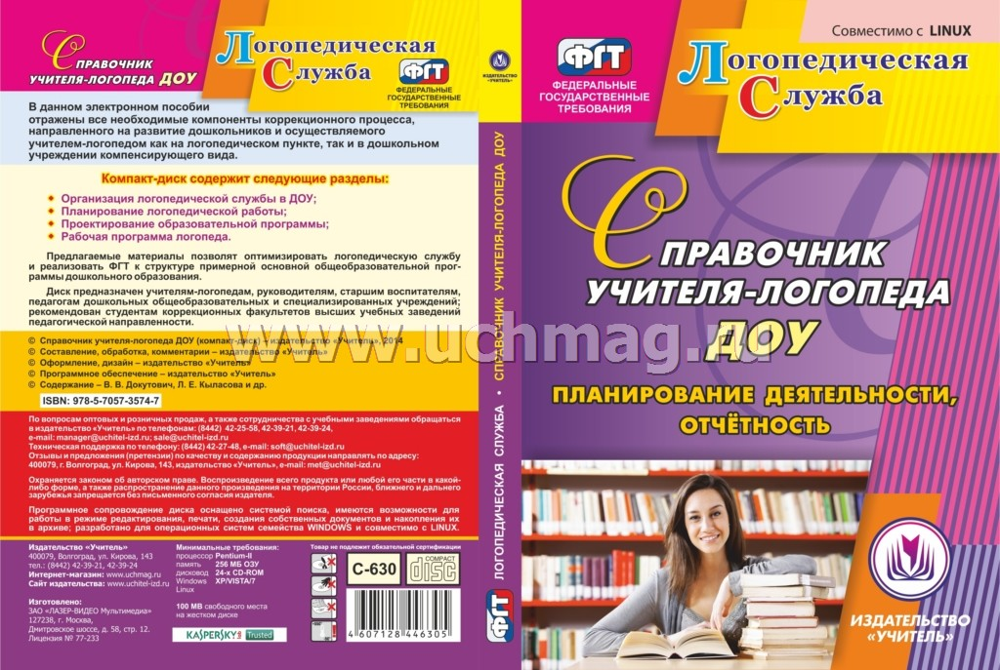 СПРАВОЧНИК
УЧИТЕЛЯ-ЛОГОПЕДА ДОУ
Логопедическая
Служба
ФГТ
ФЕДЕРАЛЬНЫЕ
ГОСУДАРСТВЕННЫЕ
ТРЕБОВАНИЯ
ИЗДАТЕЛЬСТВО
«УЧИТЕЛЬ»
В данном электронном пособии
отражены все необходимые компоненты коррекционного процесса,
направленного на развитие дошкольников и осуществляемого
учителем-логопедом как на логопедическом пункте, так и в дошкольном
учреждении компенсирующего вида.
Компакт-диск содержит следующие разделы:
Организация логопедической службы в ДОУ;
Планирование логопедической работы;
Проектирование образовательной программы;
Рабочая программа логопеда.
Предлагаемые материалы позволят оптимизировать логопедическую службу
и реализовать ФГТ к структуре примерной основной общеобразовательной прог-
раммы дошкольного образования.
Диск предназначен учителям-логопедам, руководителям, старшим воспитателям,
педагогам дошкольных общеобразовательных и специализированных учреждений;
рекомендован студентам коррекционных факультетов высших учебных заведений
педагогической направленности.
© Справочник учителя-логопеда ДОУ (компакт-диск) – издательство «Учитель», 2014
© Составление, обработка, комментарии – издательство «Учитель»
© Оформление, дизайн – издательство «Учитель»
© Программное обеспечение – издательство «Учитель»
© Содержание – В. В. Докутович, Л. Е. Кыласова и др.
ISBN: 978-5-7057-3574-7
По вопросам оптовых и розничных продаж, а также сотрудничества с учебными заведениями обращаться
в издательство «Учитель» по телефонам: (8442) 42-25-58, 42-39-21, 42-39-24,
e-mail: manager@uchitel-izd.ru; sale@uchitel-izd.ru
Техническая поддержка по телефону: (8442) 42-27-48, e-mail: soft@uchitel-izd.ru
Отзывы и предложения (претензии) по качеству и содержанию продукции направлять по адресу:
400079, г. Волгоград, ул. Кирова, 143, издательство «Учитель», e-mail: met@uchitel-izd.ru
Охраняется законом об авторском праве. Воспроизведение всего продукта или любой его части в какой-
либо форме, а также распространение данного произведения на территории России, ближнего и дальнего
зарубежья запрещается без письменного согласия издателя.
Программное сопровождение диска оснащено системой поиска, имеются возможности для
работы в режиме редактирования, печати, создания собственных документов и накопления их
в архиве; разработано для операционных систем семейства WINDOWS и совместимо с LINUX.
Издательство «Учитель»
400079, Волгоград, ул. Кирова, 143
тел.: (8442) 42-39-21, 42-39-24
Интернет-магазин: www.uchmag.ru
Сайт издательства: www.uchitel-izd.ru
Изготовлено:
ЗАО «ЛАЗЕР-ВИДЕО Мультимедиа»
127238, г. Москва,
Дмитровское шоссе, д. 58, стр. 12.
Лицензия № 77-233
Минимальные требования:
процессор Pentium-II
память 256 МБ ОЗУ
дисковод 24-x CD-ROM
Windows XP/VISTA/7
Linux
100 MB свободного места
на жестком диске
KASPERSKY Lab Trusted
Товар не подлежит обязательной сертификации
С-630
COMPACT
disc
4 607128 446305
ЛОГОПЕДИЧЕСКАЯ СЛУЖБА • СПРАВОЧНИК УЧИТЕЛЯ-ЛОГОПЕДА ДОУ
ФГТ
ФГТ
ФЕДЕРАЛЬНЫЕ
ГОСУДАРСТВЕННЫЕ
ТРЕБОВАНИЯ
Совместимо с LINUX
Логопедическая
Служба
СПРАВОЧНИК
УЧИТЕЛЯ-ЛОГОПЕДА
ДОУ
ПЛАНИРОВАНИЕ ДЕЯТЕЛЬНОСТИ,
ОТЧЁТНОСТЬ
ИЗДАТЕЛЬСТВО
«УЧИТЕЛЬ»
www.uchmag.ru